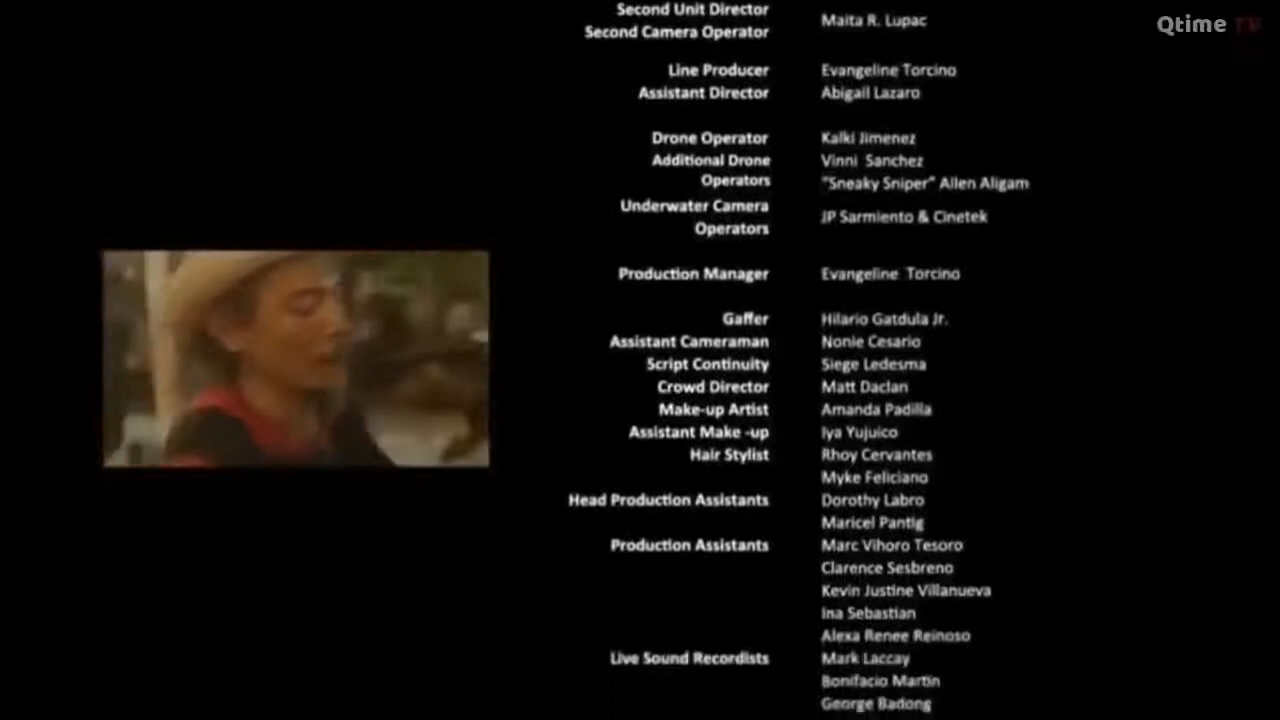 Qtime
Second Unit Director
Second Camera Operator
Maita R. Lupac
Line Producer Evangeline Torcino
Assistant Director Abigail Lazaro
Drone Operator Kalki Jimenez
Additional Drone Vinni Sanchez
Operators "Sneaky Sniper" Allen Aligam
Underwater Camera
Operators
JP Sarmiento & Cinetek
Production Manager Evangeline Torcino
Gaffer Hilario Gatdula Jr.
Assistant Cameraman Nonie Cesario
Script Continuity Siege Ledesma
Crowd Director Matt Daclan
Make-up Artist Amanda Padilla
Assistant Make -up Iya Yujuico
Hair Stylist Rhoy Cervantes
Myke Feliciano
Head Production Assistants Dorothy Labro
Maricel Pantig
Production Assistants Marc Vihoro Tesoro
Clarence Sesbreno
Kevin Justine Villanueva
Ina Sebastian
Alexa Renee Reinoso
Live Sound Recordists Mark Laccay
Bonifacio Martin
George Badong